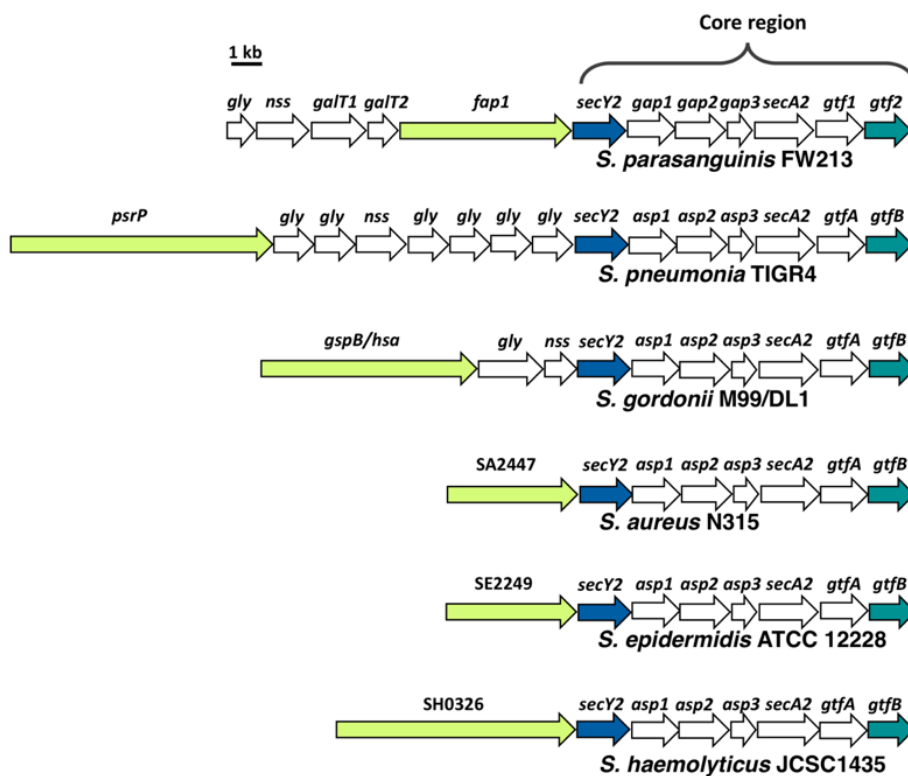 Core region
1 kb
gly nss galT1 galT2 fap1 secY2 gap1 gap2 gap3 secA2 gtf1 gtf2
S. parasanguinis FW213
psrP gly gly nss gly gly gly gly secY2 asp1 asp2 asp3 secA2 gtfA gtfB
S. pneumonia TIGR4
gspB/hsa gly nss secY2 asp1 asp2 asp3 secA2 gtfA gtfB
S. gordonii M99/DL1
SA2447 secY2 asp1 asp2 asp3 secA2 gtfA gtfB
S. aureus N315
SE2249 secY2 asp1 asp2 asp3 secA2 gtfA gtfB
S. epidermidis ATCC 12228
SH0326 secY2 asp1 asp2 asp3 secA2 gtfA gtfB
S. haemolyticus JCSC1435